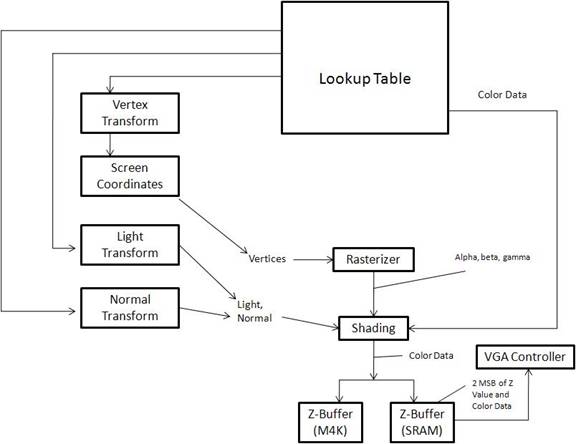 Lookup Table
Color Data
Vertex
Transform
Screen
Coordinates
Light
Transform
Vertices
Rasterizer
Alpha, beta, gamma
Normal
Transform
Light,
Normal
Shading
Color Data
VGA Controller
2 MSB of Z
Value and
Color Data
Z-Buffer
(M4K)
Z-Buffer
(SRAM)